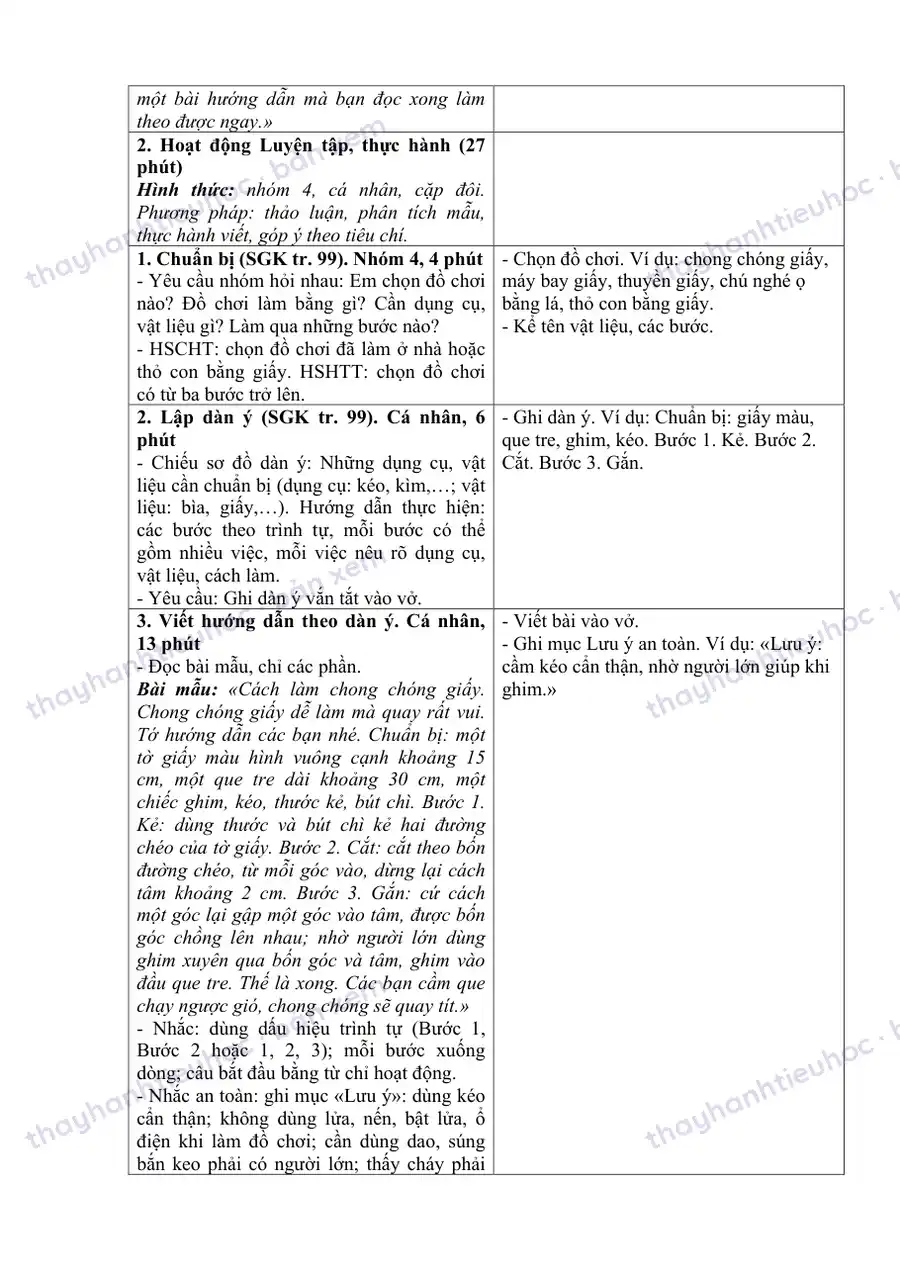 một bài hướng dẫn mà bạn đọc xong làm
theo được ngay.»
2. Hoạt động Luyện tập, thực hành (27
phút)
Hình thức: nhóm 4, cá nhân, cặp đôi.
Phương pháp: thảo luận, phân tích mẫu,
thực hành viết, góp ý theo tiêu chí.
1. Chuẩn bị (SGK tr. 99). Nhóm 4, 4 phút
- Yêu cầu nhóm hỏi nhau: Em chọn đồ chơi
nào? Đồ chơi làm bằng gì? Cần dụng cụ,
vật liệu gì? Làm qua những bước nào?
- HSCHT: chọn đồ chơi đã làm ở nhà hoặc
thỏ con bằng giấy. HSHTT: chọn đồ chơi
có từ ba bước trở lên.
- Chọn đồ chơi. Ví dụ: chong chóng giấy,
máy bay giấy, thuyền giấy, chú nghé ọ
bằng lá, thỏ con bằng giấy.
- Kể tên vật liệu, các bước.
2. Lập dàn ý (SGK tr. 99). Cá nhân, 6
phút
- Chiếu sơ đồ dàn ý: Những dụng cụ, vật
liệu cần chuẩn bị (dụng cụ: kéo, kìm,…; vật
liệu: bìa, giấy,…). Hướng dẫn thực hiện:
các bước theo trình tự, mỗi bước có thể
gồm nhiều việc, mỗi việc nêu rõ dụng cụ,
vật liệu, cách làm.
- Yêu cầu: Ghi dàn ý vắn tắt vào vở.
- Ghi dàn ý. Ví dụ: Chuẩn bị: giấy màu,
que tre, ghim, kéo. Bước 1. Kẻ. Bước 2.
Cắt. Bước 3. Gắn.
3. Viết hướng dẫn theo dàn ý. Cá nhân,
13 phút
- Đọc bài mẫu, chỉ các phần.
Bài mẫu: «Cách làm chong chóng giấy.
Chong chóng giấy dễ làm mà quay rất vui.
Tớ hướng dẫn các bạn nhé. Chuẩn bị: một
tờ giấy màu hình vuông cạnh khoảng 15
cm, một que tre dài khoảng 30 cm, một
chiếc ghim, kéo, thước kẻ, bút chì. Bước 1.
Kẻ: dùng thước và bút chì kẻ hai đường
chéo của tờ giấy. Bước 2. Cắt: cắt theo bốn
đường chéo, từ mỗi góc vào, dừng lại cách
tâm khoảng 2 cm. Bước 3. Gắn: cứ cách
một góc lại gập một góc vào tâm, được bốn
góc chồng lên nhau; nhờ người lớn dùng
ghim xuyên qua bốn góc và tâm, ghim vào
đầu que tre. Thế là xong. Các bạn cầm que
chạy ngược gió, chong chóng sẽ quay tít.»
- Nhắc: dùng dấu hiệu trình tự (Bước 1,
Bước 2 hoặc 1, 2, 3); mỗi bước xuống
dòng; câu bắt đầu bằng từ chỉ hoạt động.
- Nhắc an toàn: ghi mục «Lưu ý»: dùng kéo
cẩn thận; không dùng lửa, nến, bật lửa, ổ
điện khi làm đồ chơi; cần dùng dao, súng
bắn keo phải có người lớn; thấy cháy phải
- Viết bài vào vở.
- Ghi mục Lưu ý an toàn. Ví dụ: «Lưu ý:
cầm kéo cẩn thận, nhờ người lớn giúp khi
ghim.»
thayhanhtieuhoc · bản xem
thayhanhtieuhoc · b
thayhanhtieuhoc · bản xem
thayhanhtieuhoc · b
thayhanhtieuhoc · bản xem
thayhanhtieuhoc · b